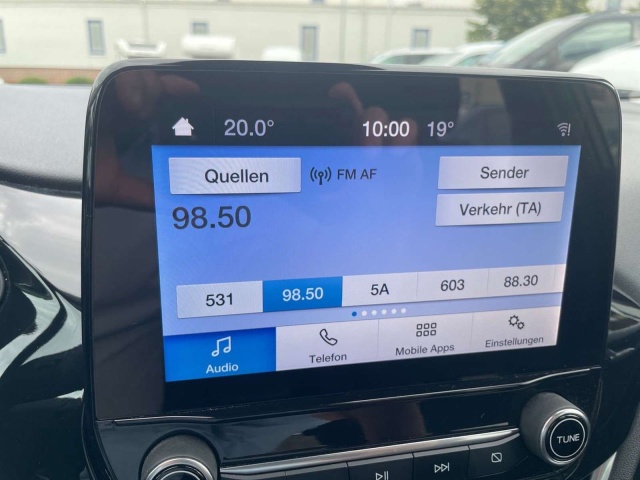 20.0° 10:00 19°
Quellen FM AF Sender
98.50 Verkehr (TA)
531 98.50 5A 603 88.30
Audio Telefon Mobile Apps Einstellungen
TUNE